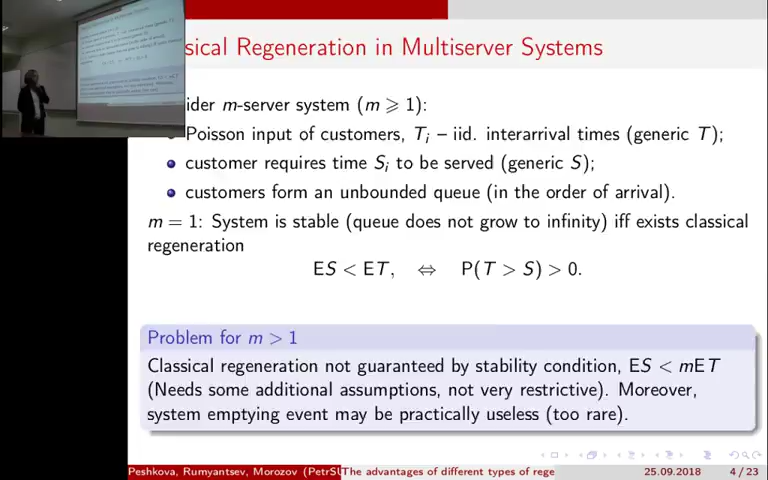 sical Regeneration in Multiserver Systems
ider m-server system (m ⩾ 1):
Poisson input of customers, Tᵢ – iid. interarrival times (generic T);
customer requires time Sᵢ to be served (generic S);
customers form an unbounded queue (in the order of arrival).
m = 1: System is stable (queue does not grow to infinity) iff exists classical
regeneration
ES < ET, ⇔ P(T > S) > 0.
Problem for m > 1
Classical regeneration not guaranteed by stability condition, ES < mET
(Needs some additional assumptions, not very restrictive). Moreover,
system emptying event may be practically useless (too rare).
Peshkova, Rumyantsev, Morozov (PetrSU The advantages of different types of rege 25.09.2018 4 / 23